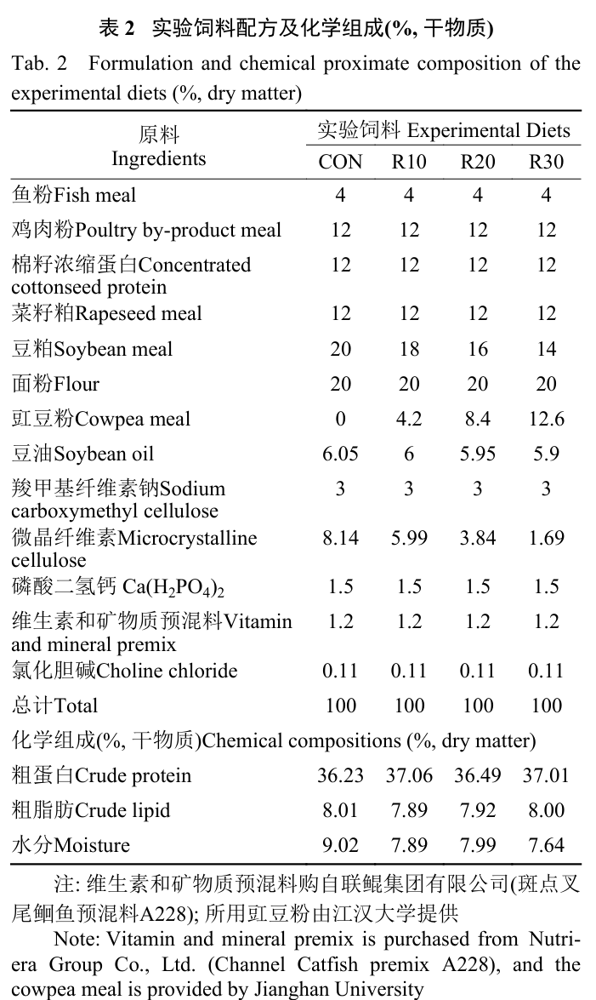 表 2 实验饲料配方及化学组成(%, 干物质)
Tab. 2 Formulation and chemical proximate composition of the
experimental diets (%, dry matter)
原料 实验饲料 Experimental Diets
Ingredients CON R10 R20 R30
鱼粉Fish meal 4 4 4 4
鸡肉粉Poultry by-product meal 12 12 12 12
棉籽浓缩蛋白Concentrated 12 12 12 12
cottonseed protein
菜籽粕Rapeseed meal 12 12 12 12
豆粕Soybean meal 20 18 16 14
面粉Flour 20 20 20 20
豇豆粉Cowpea meal 0 4.2 8.4 12.6
豆油Soybean oil 6.05 6 5.95 5.9
羧甲基纤维素钠Sodium 3 3 3 3
carboxymethyl cellulose
微晶纤维素Microcrystalline 8.14 5.99 3.84 1.69
cellulose
磷酸二氢钙 Ca(H₂PO₄)₂ 1.5 1.5 1.5 1.5
维生素和矿物质预混料Vitamin 1.2 1.2 1.2 1.2
and mineral premix
氯化胆碱Choline chloride 0.11 0.11 0.11 0.11
总计Total 100 100 100 100
化学组成(%, 干物质)Chemical compositions (%, dry matter)
粗蛋白Crude protein 36.23 37.06 36.49 37.01
粗脂肪Crude lipid 8.01 7.89 7.92 8.00
水分Moisture 9.02 7.89 7.99 7.64
注: 维生素和矿物质预混料购自联鲲集团有限公司(斑点叉
尾鮰鱼预混料A228); 所用豇豆粉由江汉大学提供
Note: Vitamin and mineral premix is purchased from Nutri-
era Group Co., Ltd. (Channel Catfish premix A228), and the
cowpea meal is provided by Jianghan University